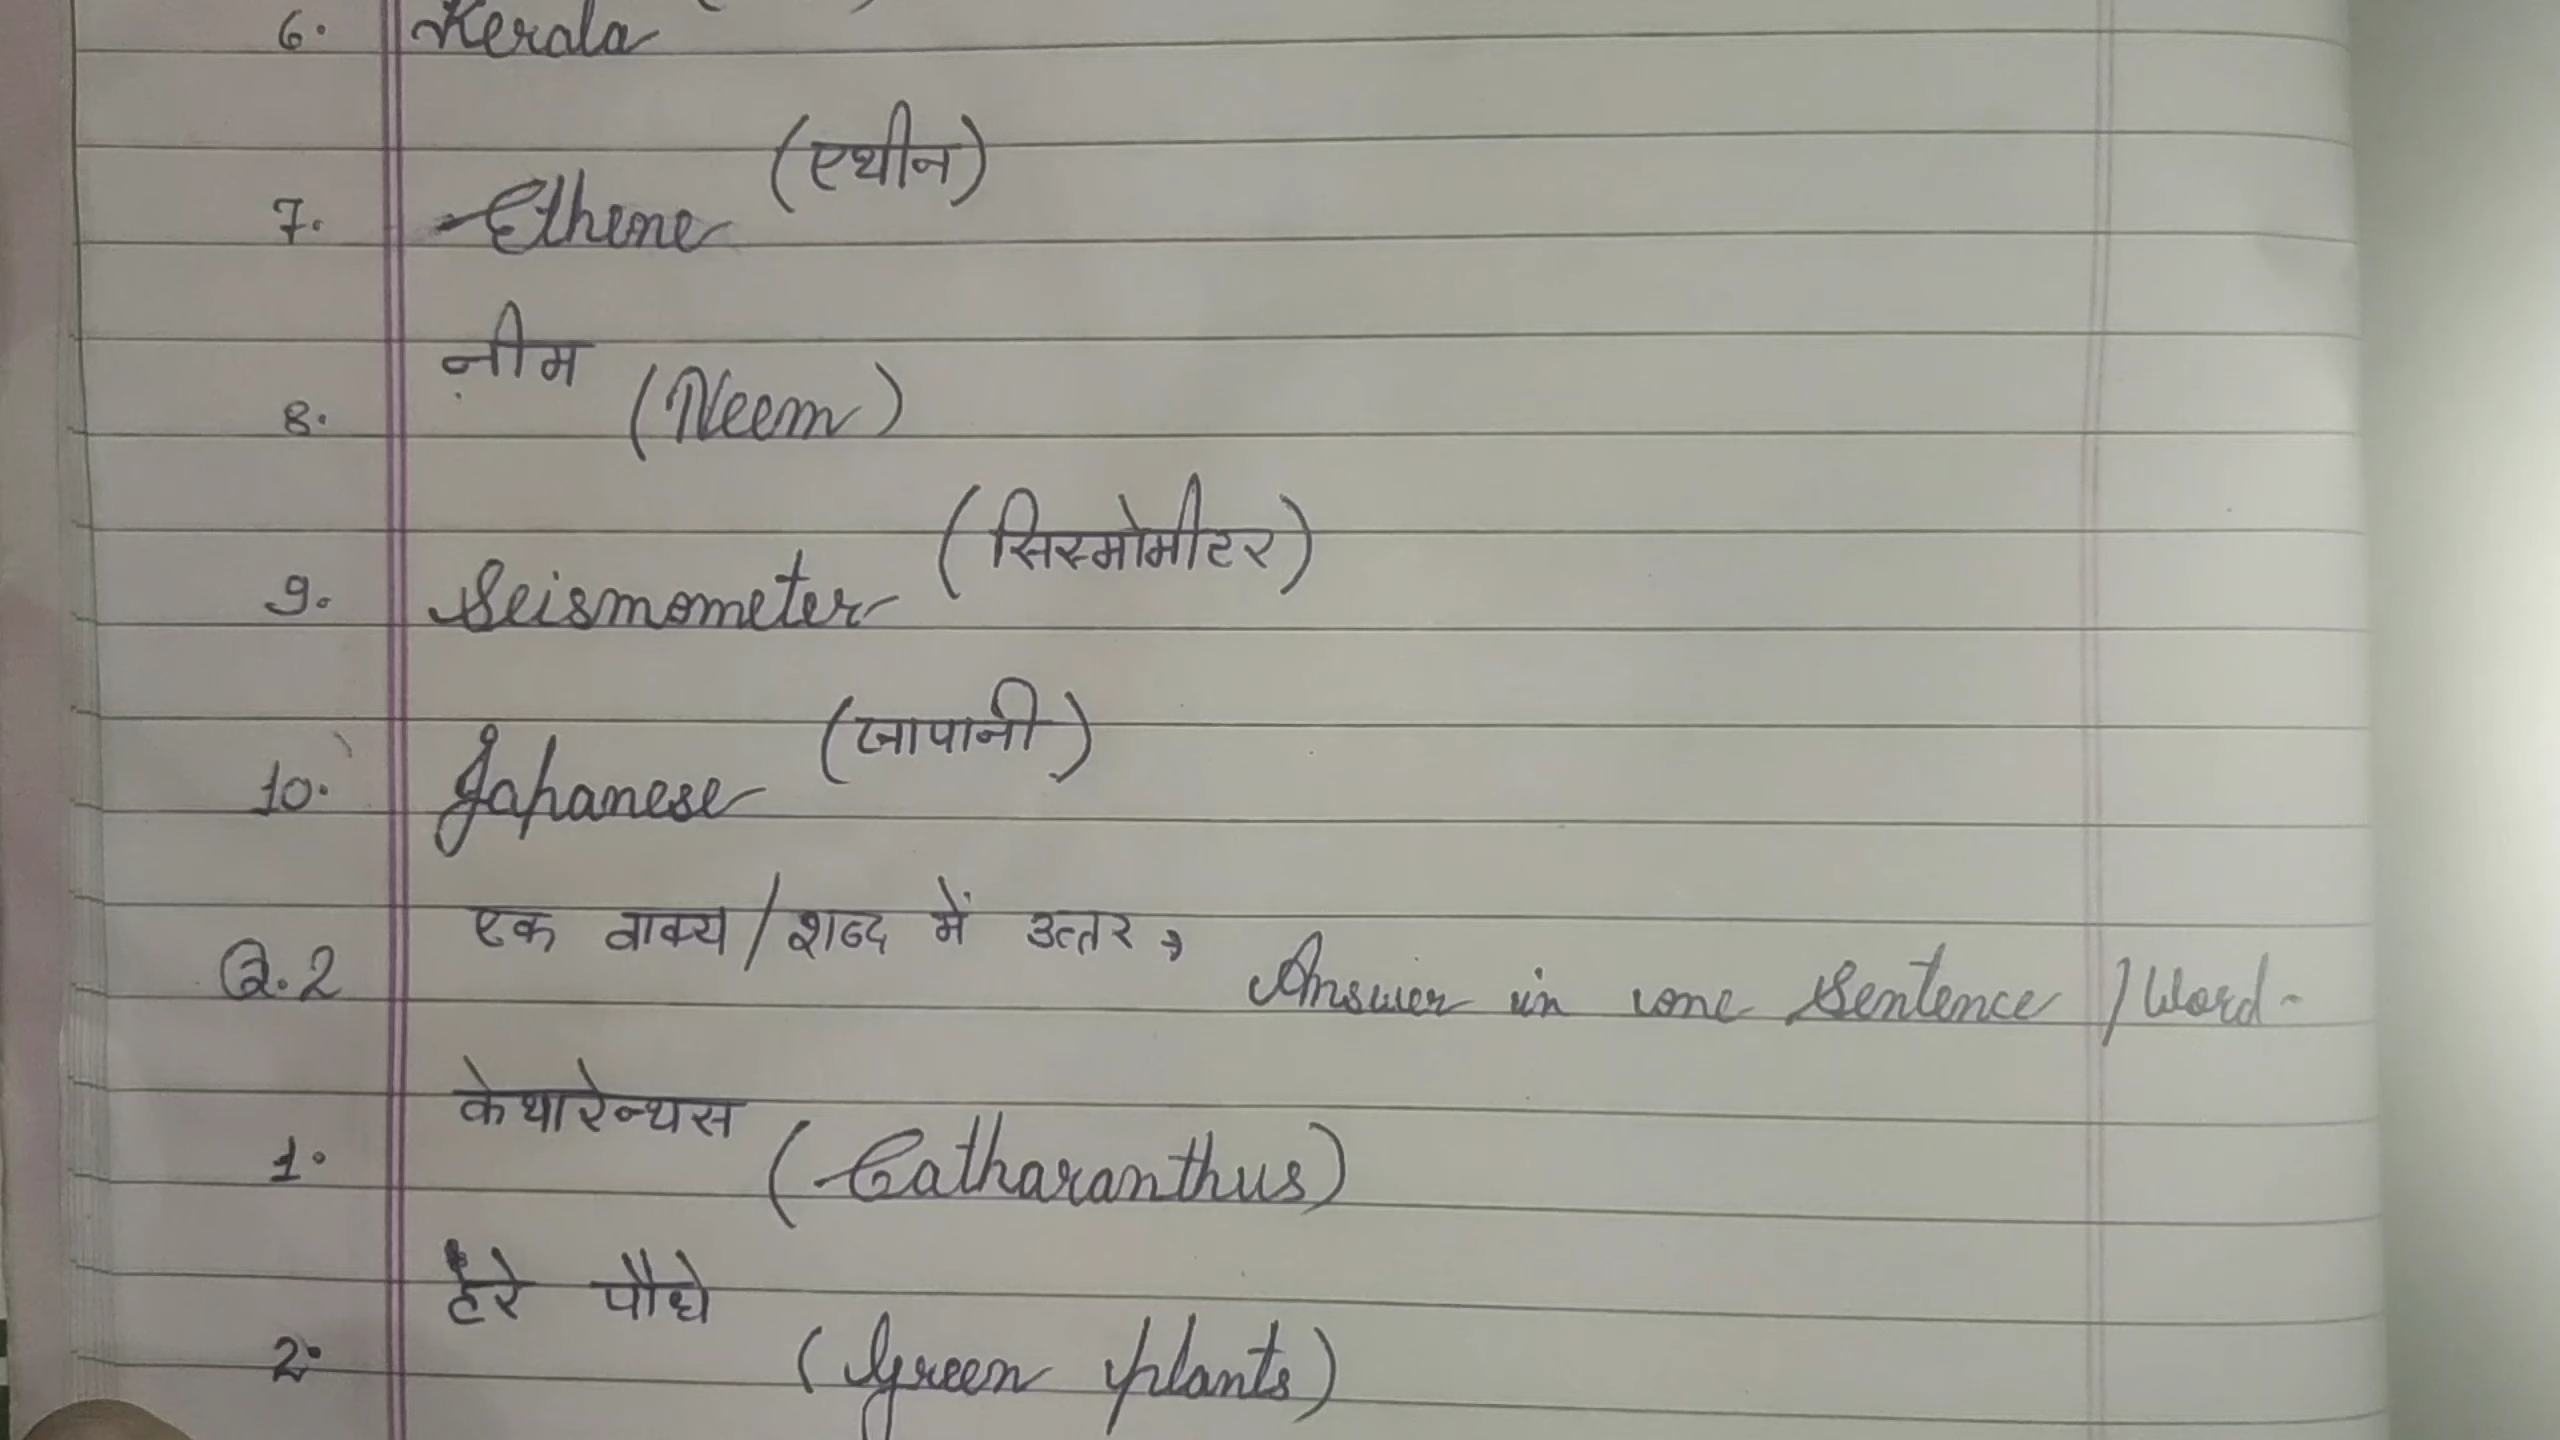 6. Kerala
7. Ethene (एथीन)
8. नीम (Neem)
9. Seismometer (सिस्मोमीटर)
10. Japanese (जापानी)
Q.2 एक वाक्य/शब्द में उत्तर, Answer in one Sentence / Word -
1. केथारेन्थस (Catharanthus)
2. हरे पौधे (Green plants)